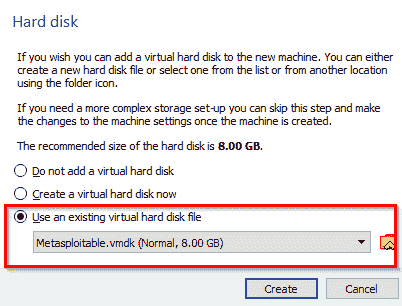 Hard disk
If you wish you can add a virtual hard disk to the new machine. You can either
create a new hard disk file or select one from the list or from another location
using the folder icon.
If you need a more complex storage set-up you can skip this step and make
the changes to the machine settings once the machine is created.
The recommended size of the hard disk is 8.00 GB.
Do not add a virtual hard disk
Create a virtual hard disk now
Use an existing virtual hard disk file
Metasploitable.vmdk (Normal, 8.00 GB)
Create Cancel